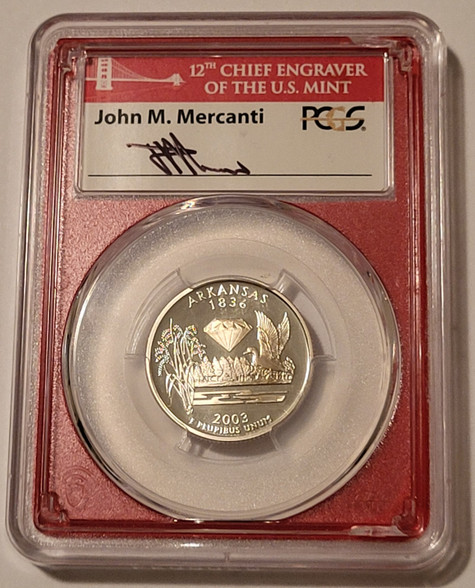 12TH CHIEF ENGRAVER
OF THE U.S. MINT
John M. Mercanti
PCGS
ARKANSAS
1836
2003
E PLURIBUS UNUM